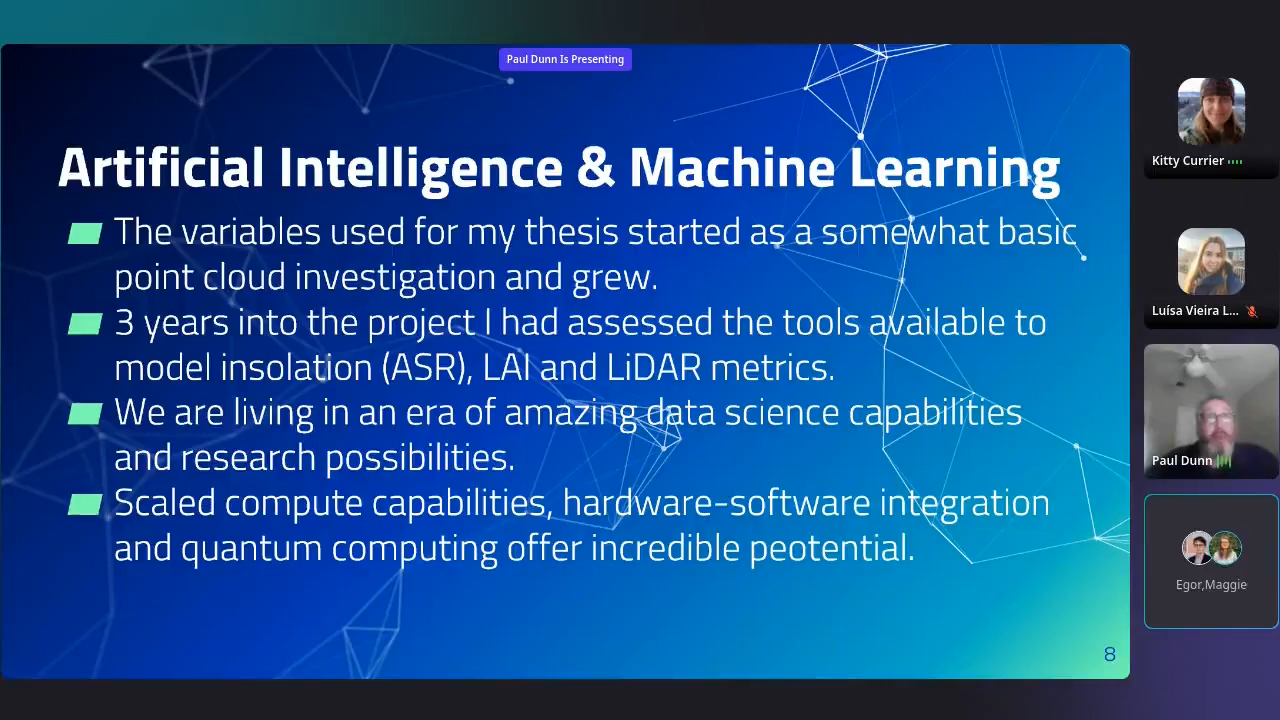 Paul Dunn Is Presenting
Artificial Intelligence & Machine Learning
The variables used for my thesis started as a somewhat basic
point cloud investigation and grew.
3 years into the project I had assessed the tools available to
model insolation (ASR), LAI and LiDAR metrics.
We are living in an era of amazing data science capabilities
and research possibilities.
Scaled compute capabilities, hardware-software integration
and quantum computing offer incredible peotential.
8
Kitty Currier
Luísa Vieira L...
Paul Dunn
Egor,Maggie